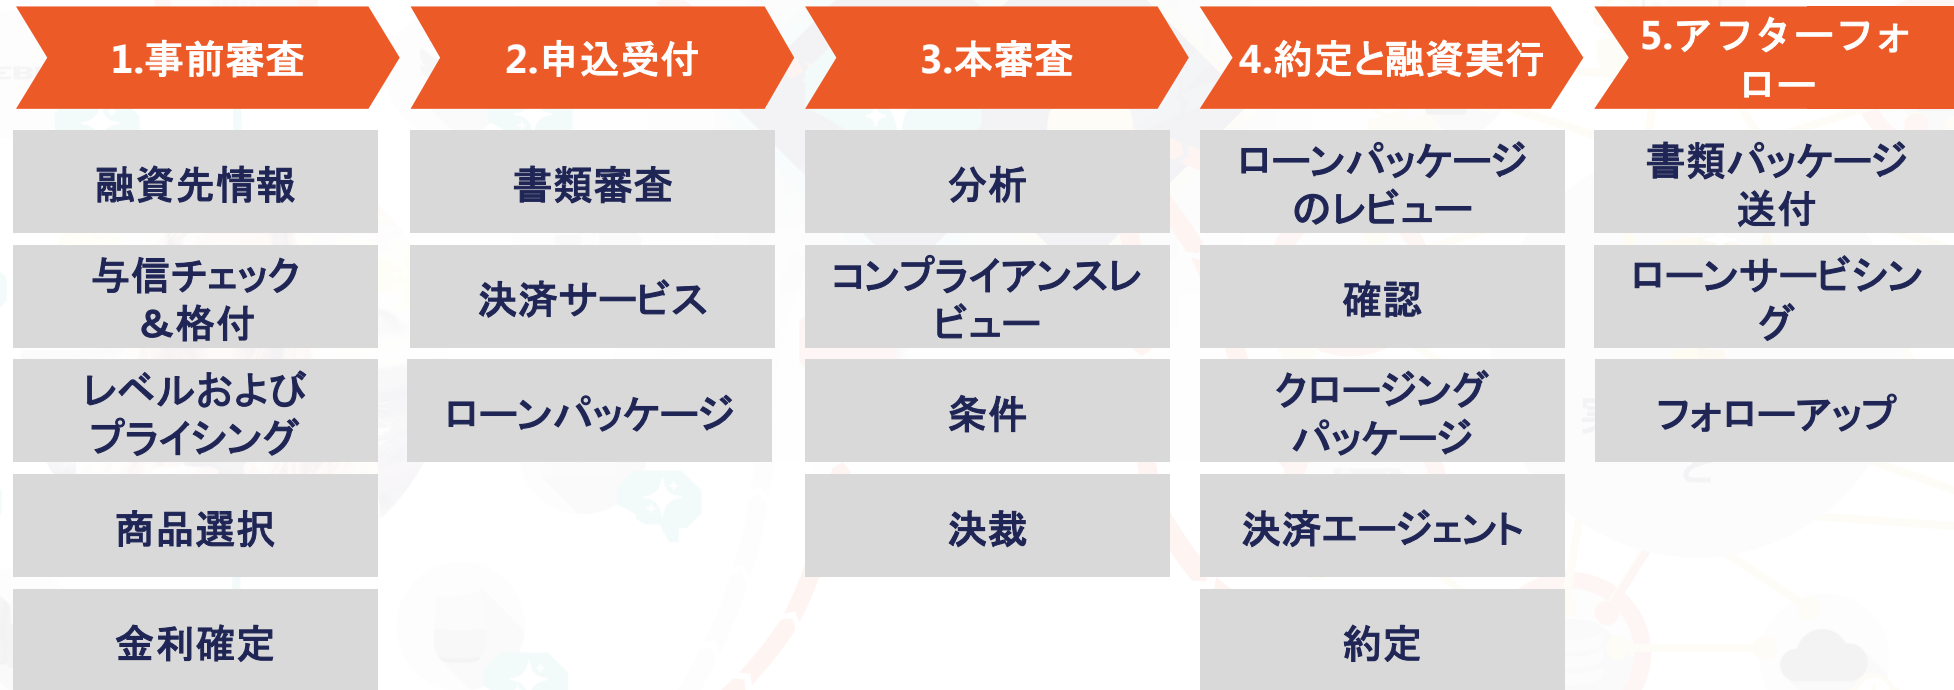 1.事前審査
融資先情報
与信チェック
&格付
レベルおよび
プライシング
商品選択
金利確定
2.申込受付
書類審査
決済サービス
ローンパッケージ
3.本審査
分析
コンプライアンスレ
ビュー
条件
決裁
4.約定と融資実行
ローンパッケージ
のレビュー
確認
クロージング
パッケージ
決済エージェント
約定
5.アフターフォ
ロー
書類パッケージ
送付
ローンサービシン
グ
フォローアップ